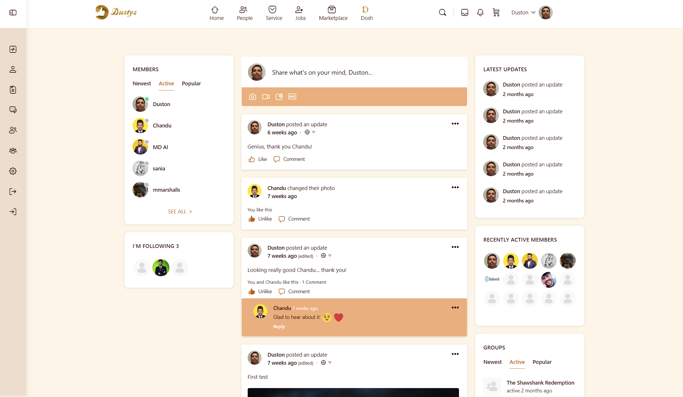 Dustys
Home
People
Service
Jobs
Marketplace
Dosh
Duston
MEMBERS
Newest Active Popular
Duston
Chandu
MD AI
sania
mmarshalls
SEE ALL >
I'M FOLLOWING 3
Share what's on your mind, Duston...
Duston posted an update
6 weeks ago
Genius, thank you Chandu!
Like Comment
Chandu changed their photo
7 weeks ago
You like this
Unlike Comment
Duston posted an update
7 weeks ago (edited)
Looking really good Chandu... thank you!
You and Chandu like this · 1 Comment
Unlike Comment
Chandu 7 weeks ago
Glad to hear about it
Reply
Duston posted an update
7 weeks ago (edited)
First test
LATEST UPDATES
Duston posted an update
2 months ago
Duston posted an update
2 months ago
Duston posted an update
2 months ago
Duston posted an update
2 months ago
Duston posted an update
2 months ago
RECENTLY ACTIVE MEMBERS
GROUPS
Newest Active Popular
The Shawshank Redemption
active 2 months ago